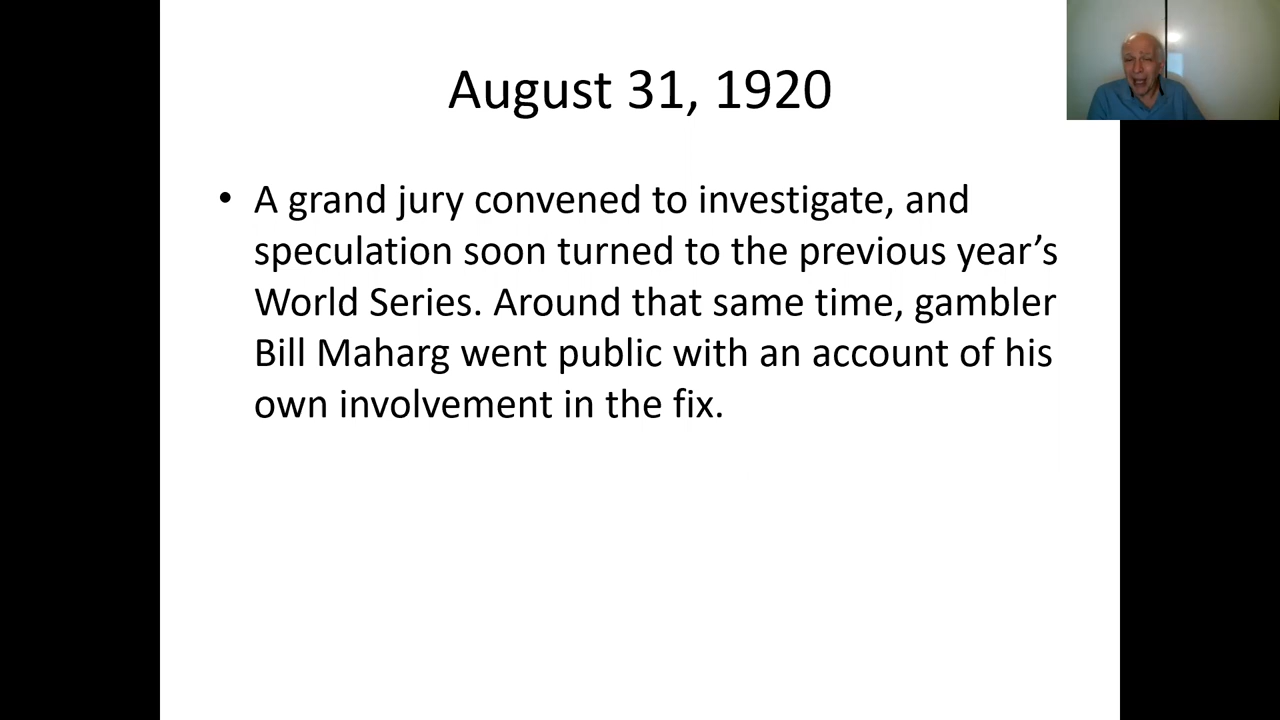 August 31, 1920
• A grand jury convened to investigate, and
speculation soon turned to the previous year’s
World Series. Around that same time, gambler
Bill Maharg went public with an account of his
own involvement in the fix.